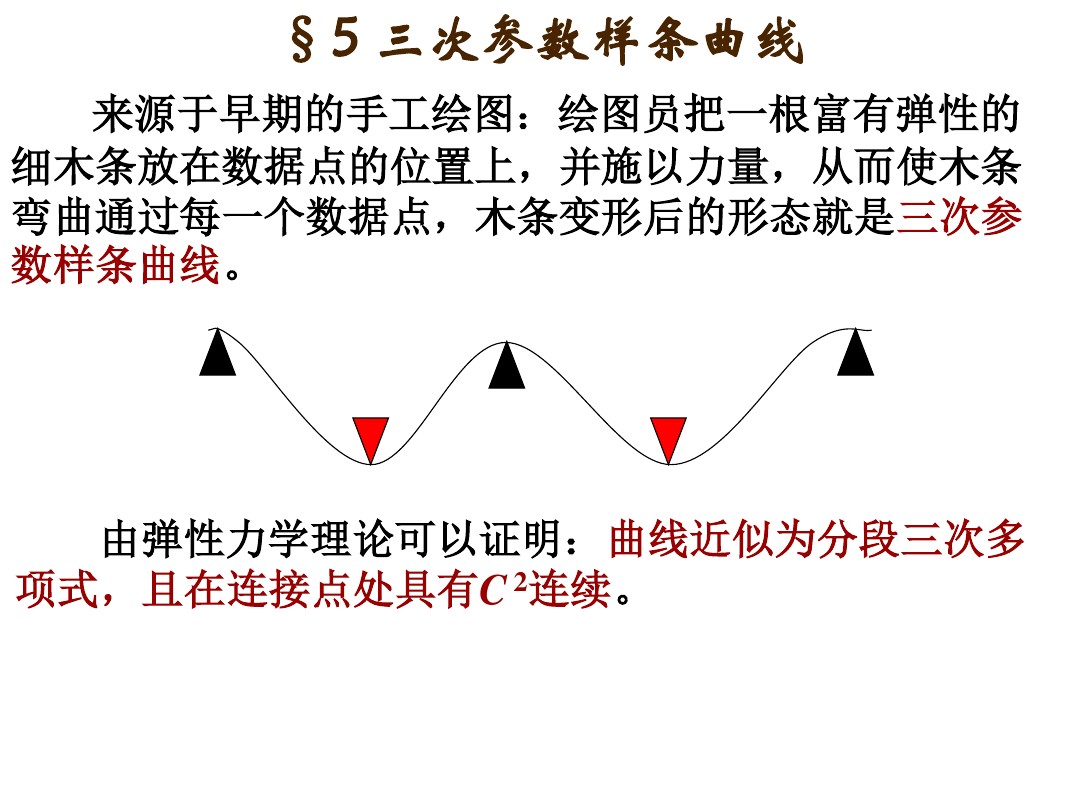 §5 三次参数样条曲线
来源于早期的手工绘图：绘图员把一根富有弹性的
细木条放在数据点的位置上，并施以力量，从而使木条
弯曲通过每一个数据点，木条变形后的形态就是三次参
数样条曲线。
由弹性力学理论可以证明：曲线近似为分段三次多
项式，且在连接点处具有C²连续。